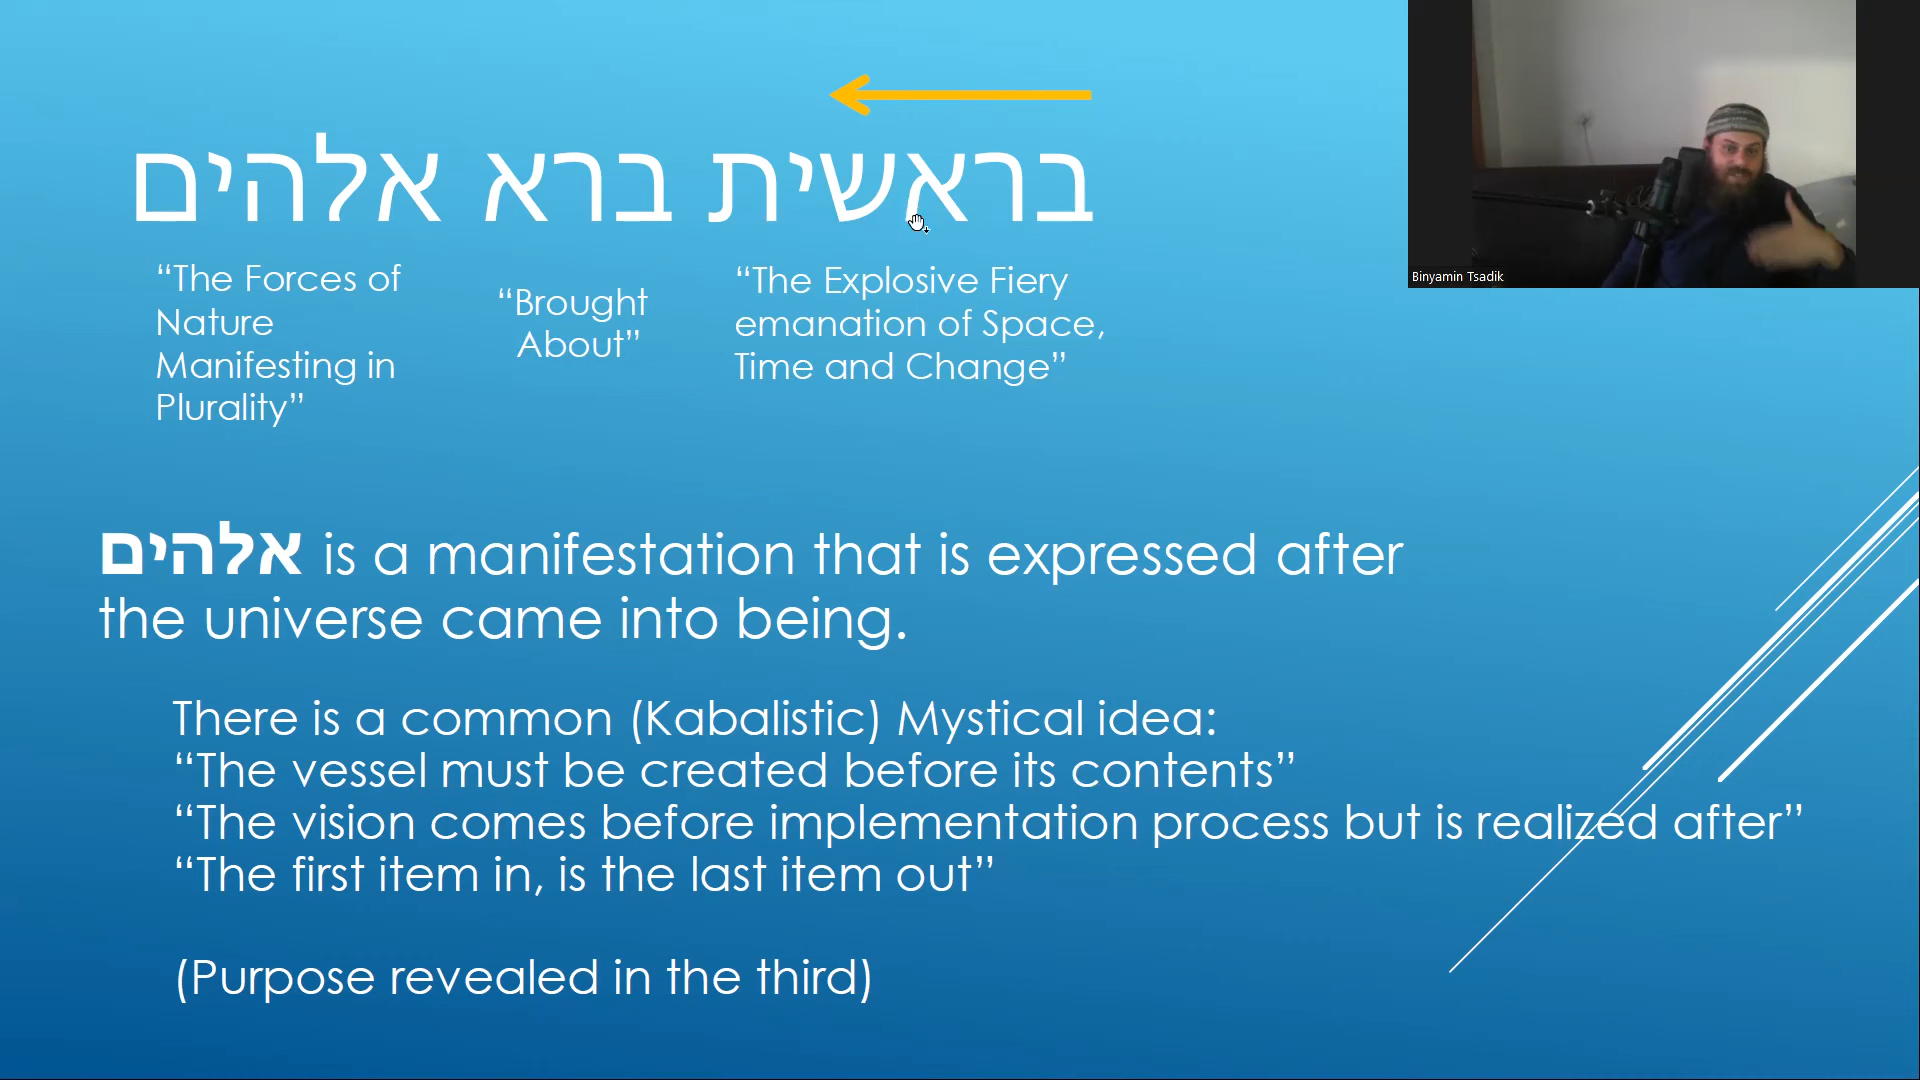 בראשית ברא אלהים
“The Explosive Fiery
emanation of Space,
Time and Change”
“Brought
About”
“The Forces of
Nature
Manifesting in
Plurality”
אלהים is a manifestation that is expressed after
the universe came into being.
There is a common (Kabalistic) Mystical idea:
“The vessel must be created before its contents”
“The vision comes before implementation process but is realized after”
“The first item in, is the last item out”
(Purpose revealed in the third)
Binyamin Tsadik